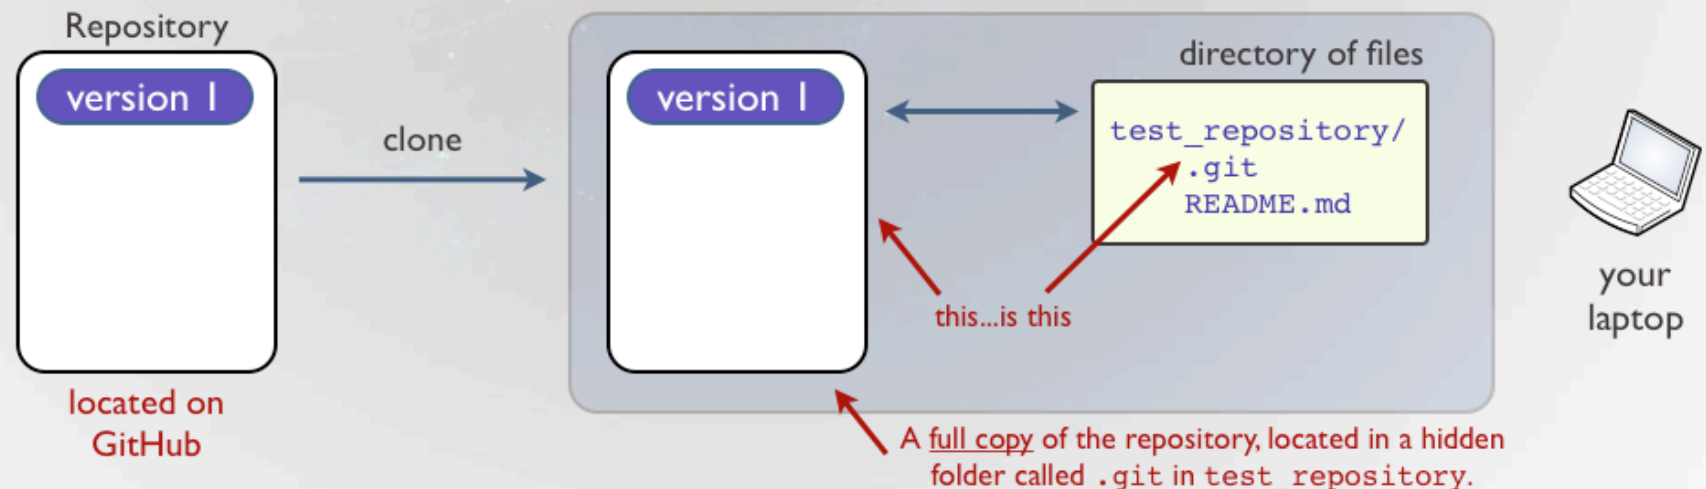 Repository
version 1
located on
GitHub
clone
version 1
directory of files
test_repository/
.git
README.md
this...is this
A full copy of the repository, located in a hidden
folder called .git in test_repository.
your
laptop